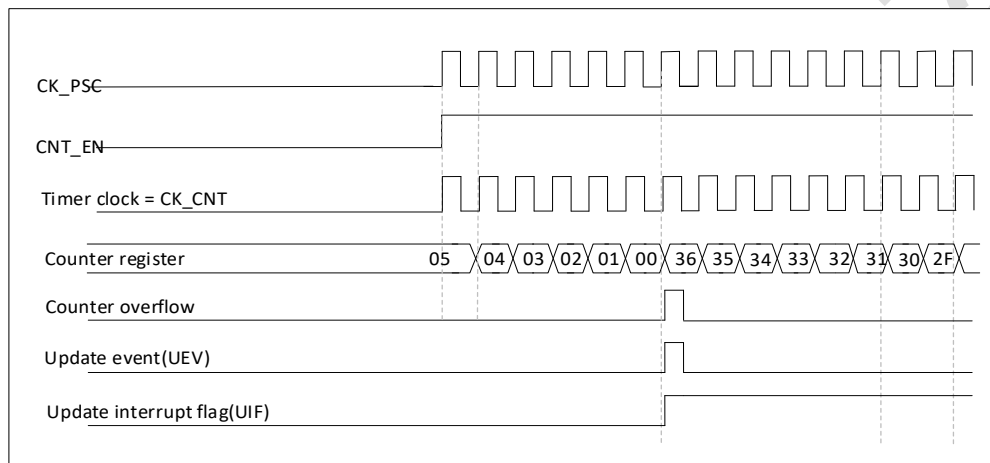 CK_PSC
CNT_EN
Timer clock = CK_CNT
Counter register 05 04 03 02 01 00 36 35 34 33 32 31 30 2F
Counter overflow
Update event(UEV)
Update interrupt flag(UIF)